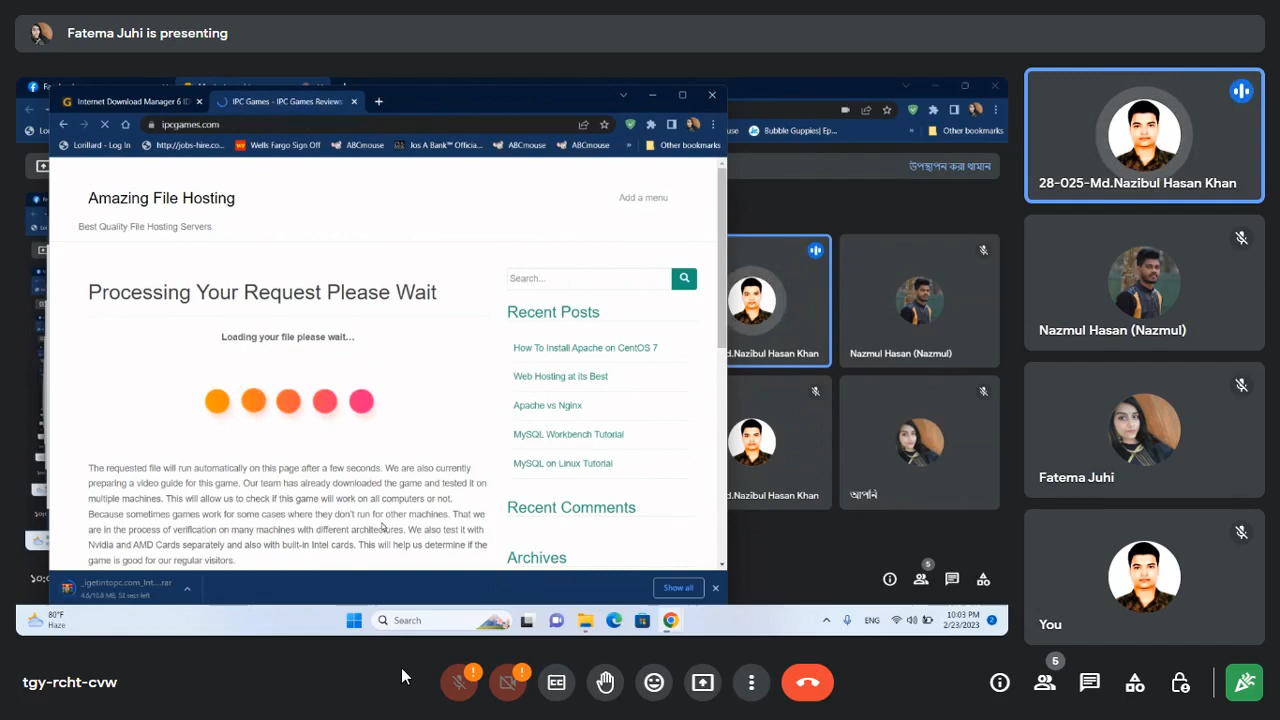 Fatema Juhi is presenting
Internet Download Manager 6 ID
IPC Games - IPC Games Reviews
ipcgames.com
Lorillard - Log In
http://jobs-hire.co...
Wells Fargo Sign Off
ABCmouse
Jos A Bank™ Officia...
ABCmouse
ABCmouse
»
Other bookmarks
Bubble Guppies| Ep...
»
Other bookmarks
উপস্থাপন করা থামান
Amazing File Hosting
Add a menu
Best Quality File Hosting Servers
Processing Your Request Please Wait
Loading your file please wait...
The requested file will run automatically on this page after a few seconds. We are also currently
preparing a video guide for this game. Our team has already downloaded the game and tested it on
multiple machines. This will allow us to check if this game will work on all computers or not.
Because sometimes games work for some cases where they don't run for other machines. That we
are in the process of verification on many machines with different architectures. We also test it with
Nvidia and AMD Cards separately and also with built-in Intel cards. This will help us determine if the
game is good for our regular visitors.
Search...
Recent Posts
How To Install Apache on CentOS 7
Web Hosting at its Best
Apache vs Nginx
MySQL Workbench Tutorial
MySQL on Linux Tutorial
Recent Comments
Archives
_igetintopc.com_Int....rar
Show all
d.Nazibul Hasan Khan
Nazmul Hasan (Nazmul)
d.Nazibul Hasan Khan
আপনি
5
80°F
Haze
Search
ENG
10:03 PM
2/23/2023
2
28-025-Md.Nazibul Hasan Khan
Nazmul Hasan (Nazmul)
Fatema Juhi
You
tgy-rcht-cvw
5